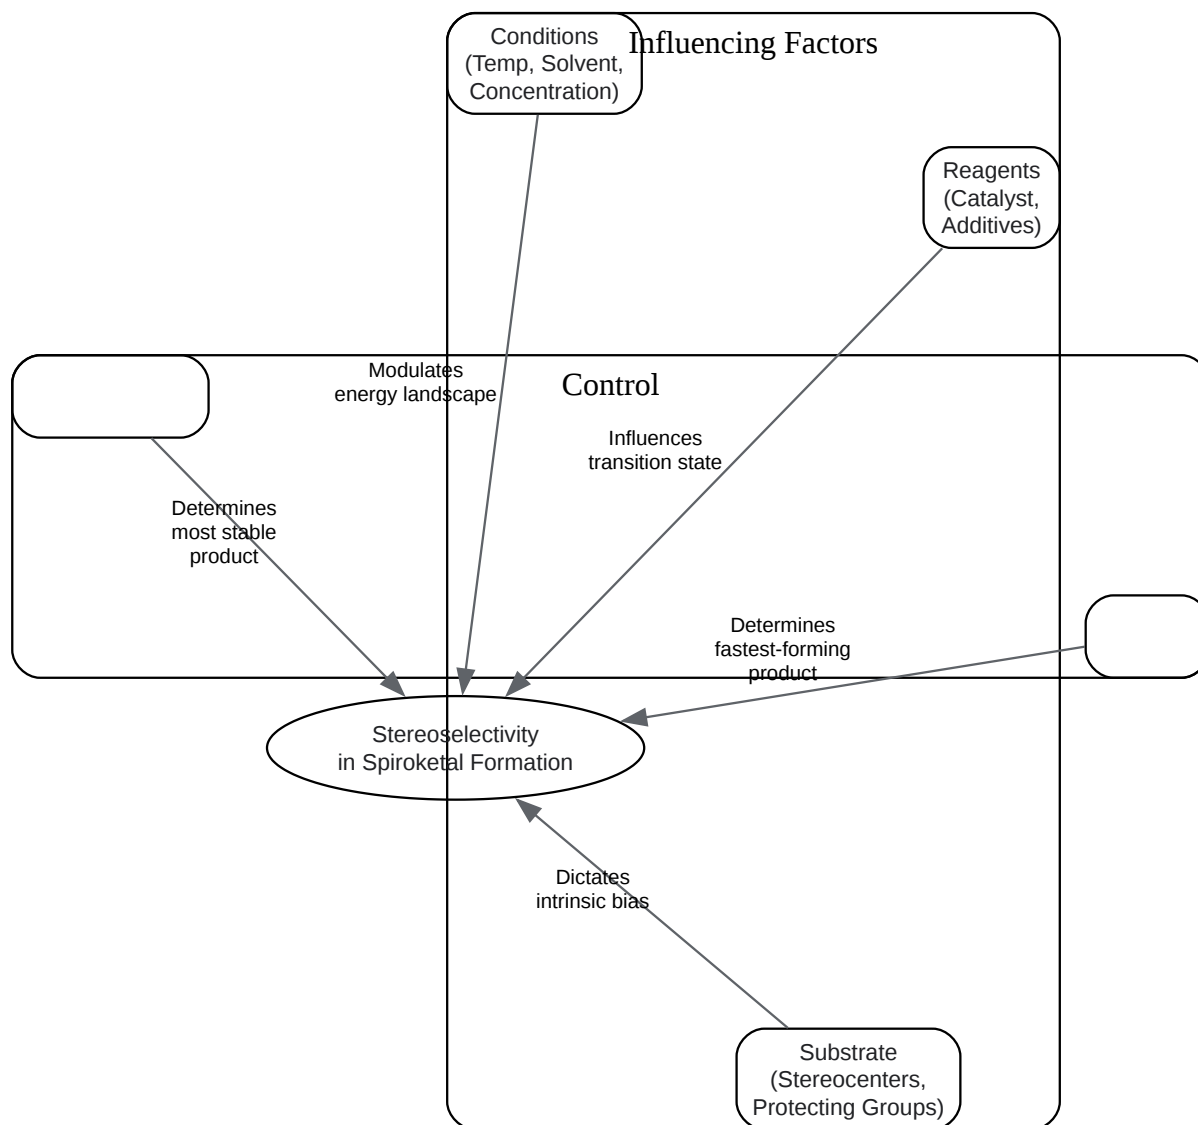 Conditions
(Temp, Solvent,
Concentration)
Influencing Factors
Reagents
(Catalyst,
Additives)
Modulates
energy landscape
Control
Influences
transition state
Determines
most stable
product
Determines
fastest-forming
product
Stereoselectivity
in Spiroketal Formation
Dictates
intrinsic bias
Substrate
(Stereocenters,
Protecting Groups)